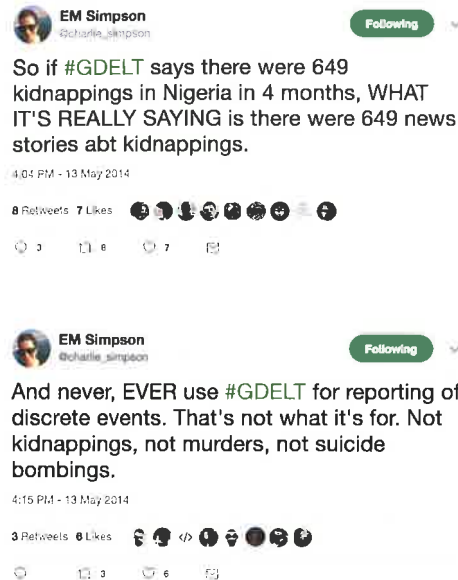 EM Simpson
@charlie_simpson
Following
So if #GDELT says there were 649
kidnappings in Nigeria in 4 months, WHAT
IT'S REALLY SAYING is there were 649 news
stories abt kidnappings.
4:04 PM - 13 May 2014
8 Retweets 7 Likes
3 8 7
EM Simpson
@charlie_simpson
Following
And never, EVER use #GDELT for reporting of
discrete events. That's not what it's for. Not
kidnappings, not murders, not suicide
bombings.
4:15 PM - 13 May 2014
3 Retweets 6 Likes
</> 
3 6